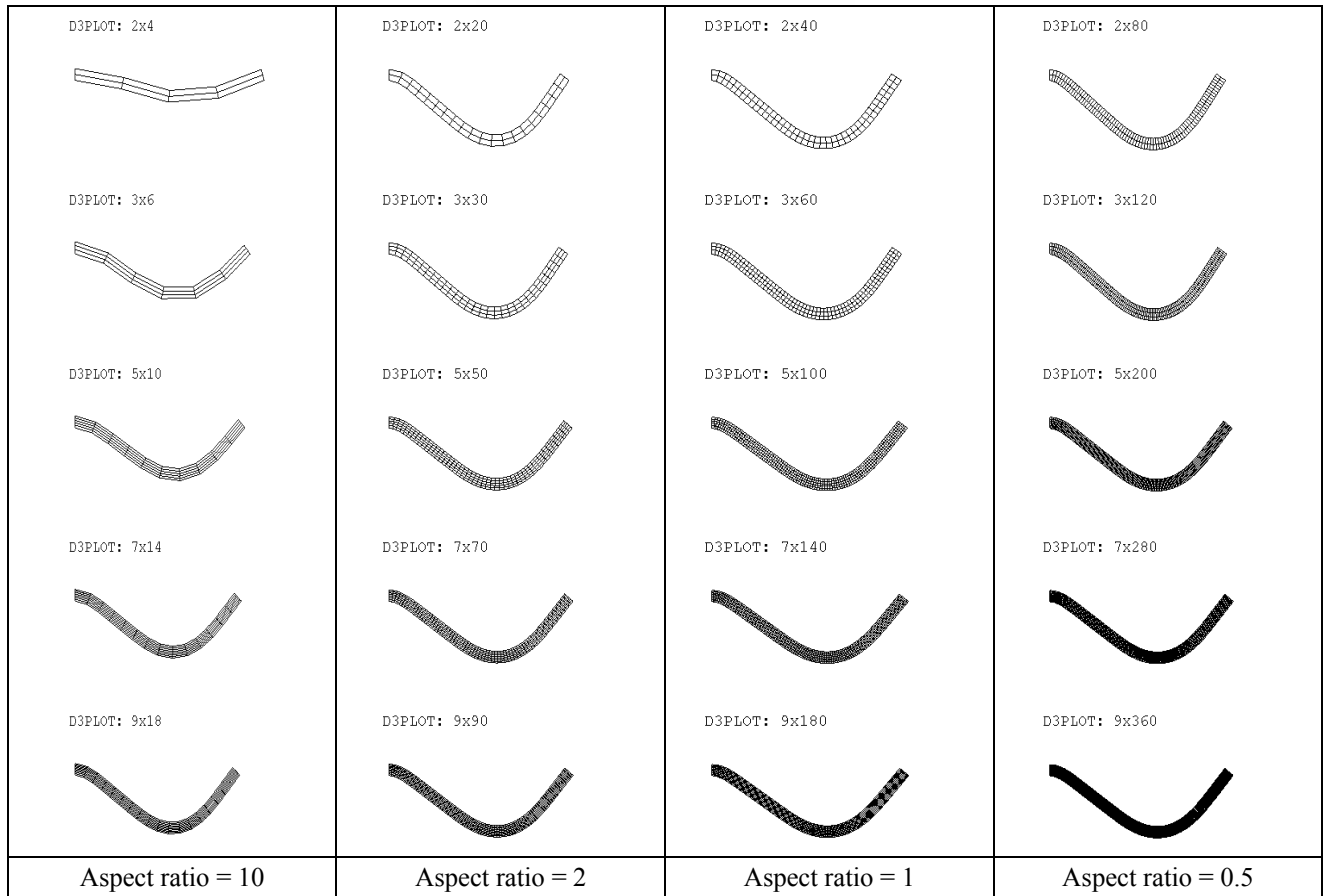 D3PLOT: 2x4
D3PLOT: 2x20
D3PLOT: 2x40
D3PLOT: 2x80
D3PLOT: 3x6
D3PLOT: 3x30
D3PLOT: 3x60
D3PLOT: 3x120
D3PLOT: 5x10
D3PLOT: 5x50
D3PLOT: 5x100
D3PLOT: 5x200
D3PLOT: 7x14
D3PLOT: 7x70
D3PLOT: 7x140
D3PLOT: 7x280
D3PLOT: 9x18
D3PLOT: 9x90
D3PLOT: 9x180
D3PLOT: 9x360
Aspect ratio = 10
Aspect ratio = 2
Aspect ratio = 1
Aspect ratio = 0.5